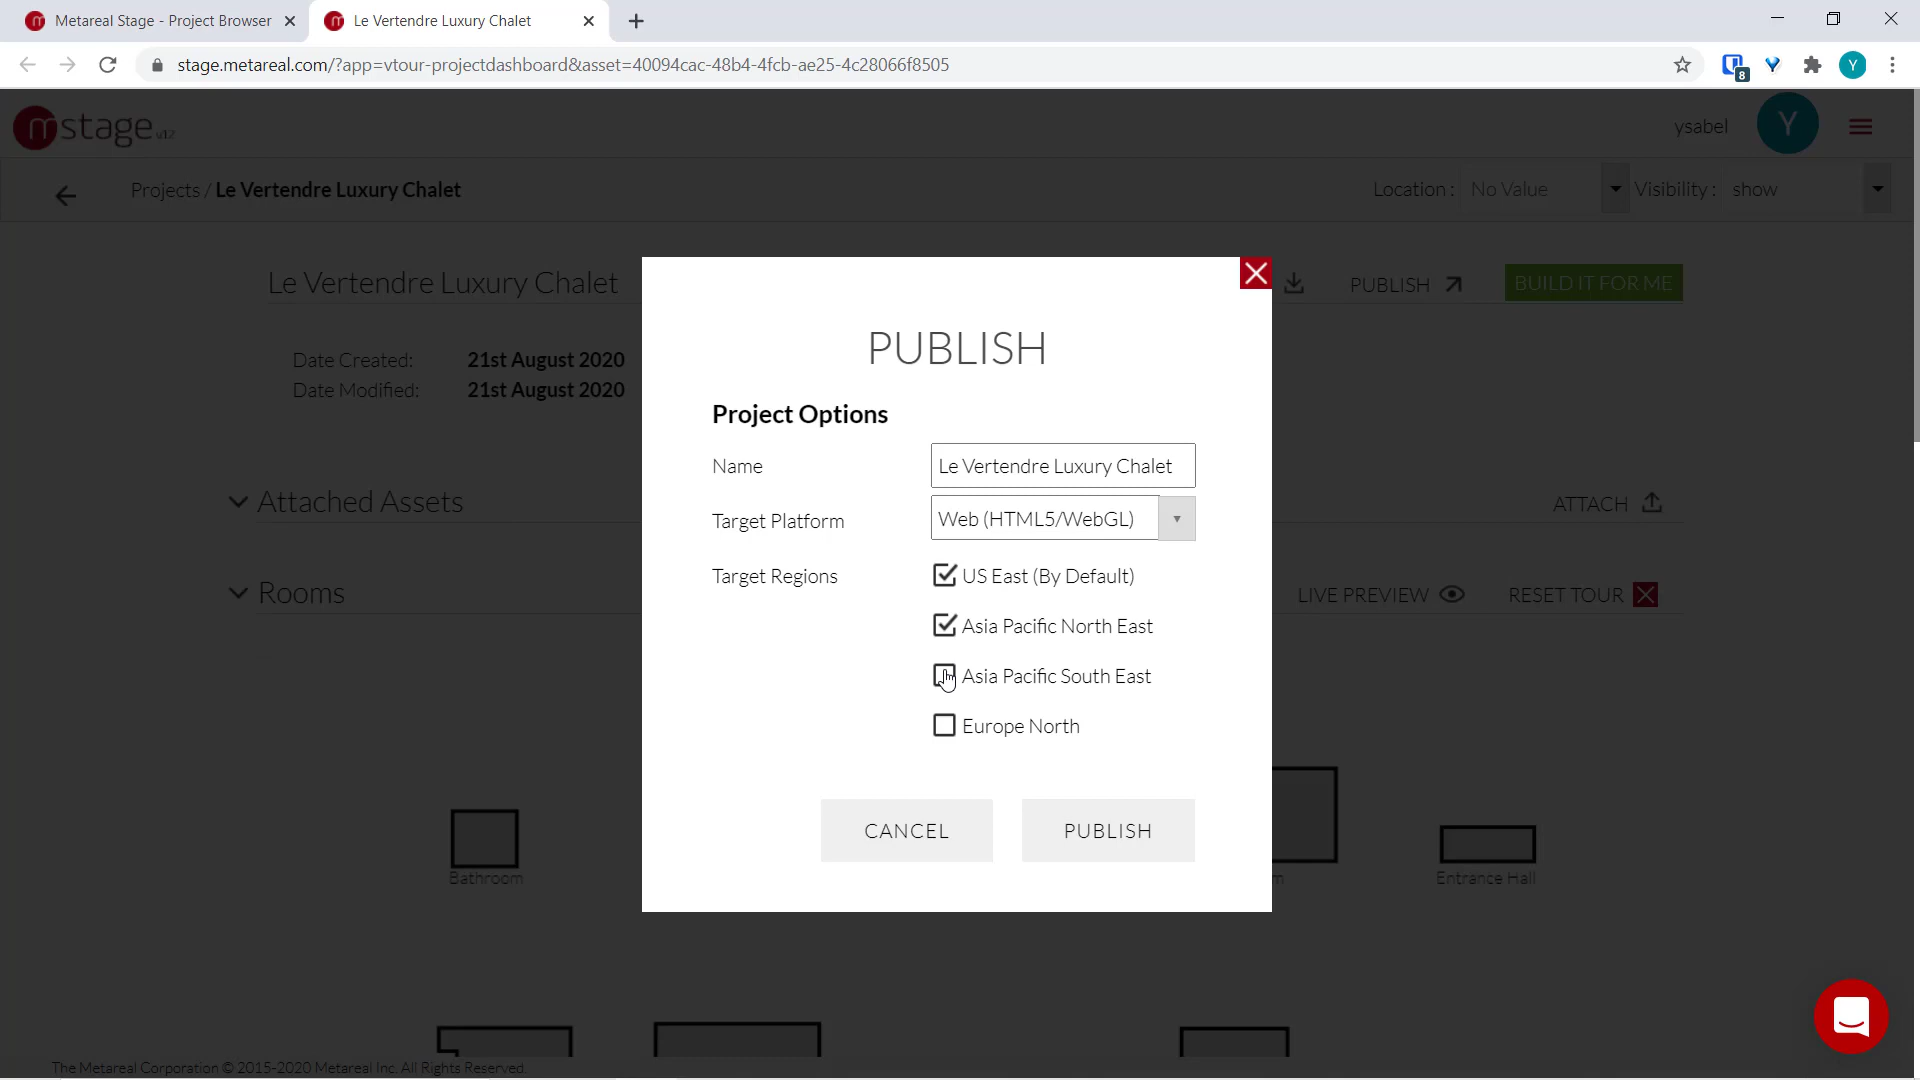 Metareal Stage - Project Browser
Le Vertendre Luxury Chalet
stage.metareal.com/?app=vtour-projectdashboard&asset=40094cac-48b4-4fcb-ae25-4c28066f8505
8
Y
mstage v12
ysabel
Y
Projects / Le Vertendre Luxury Chalet
Location : No Value
Visibility : show
Le Vertendre Luxury Chalet
PUBLISH
BUILD IT FOR ME
Date Created: 21st August 2020
Date Modified: 21st August 2020
Attached Assets
ATTACH
Rooms
LIVE PREVIEW
RESET TOUR
PUBLISH
Project Options
Name Le Vertendre Luxury Chalet
Target Platform Web (HTML5/WebGL)
Target Regions US East (By Default)
Asia Pacific North East
Asia Pacific South East
Europe North
CANCEL PUBLISH
Bathroom
m
Entrance Hall
The Metareal Corporation © 2015-2020 Metareal Inc. All Rights Reserved.